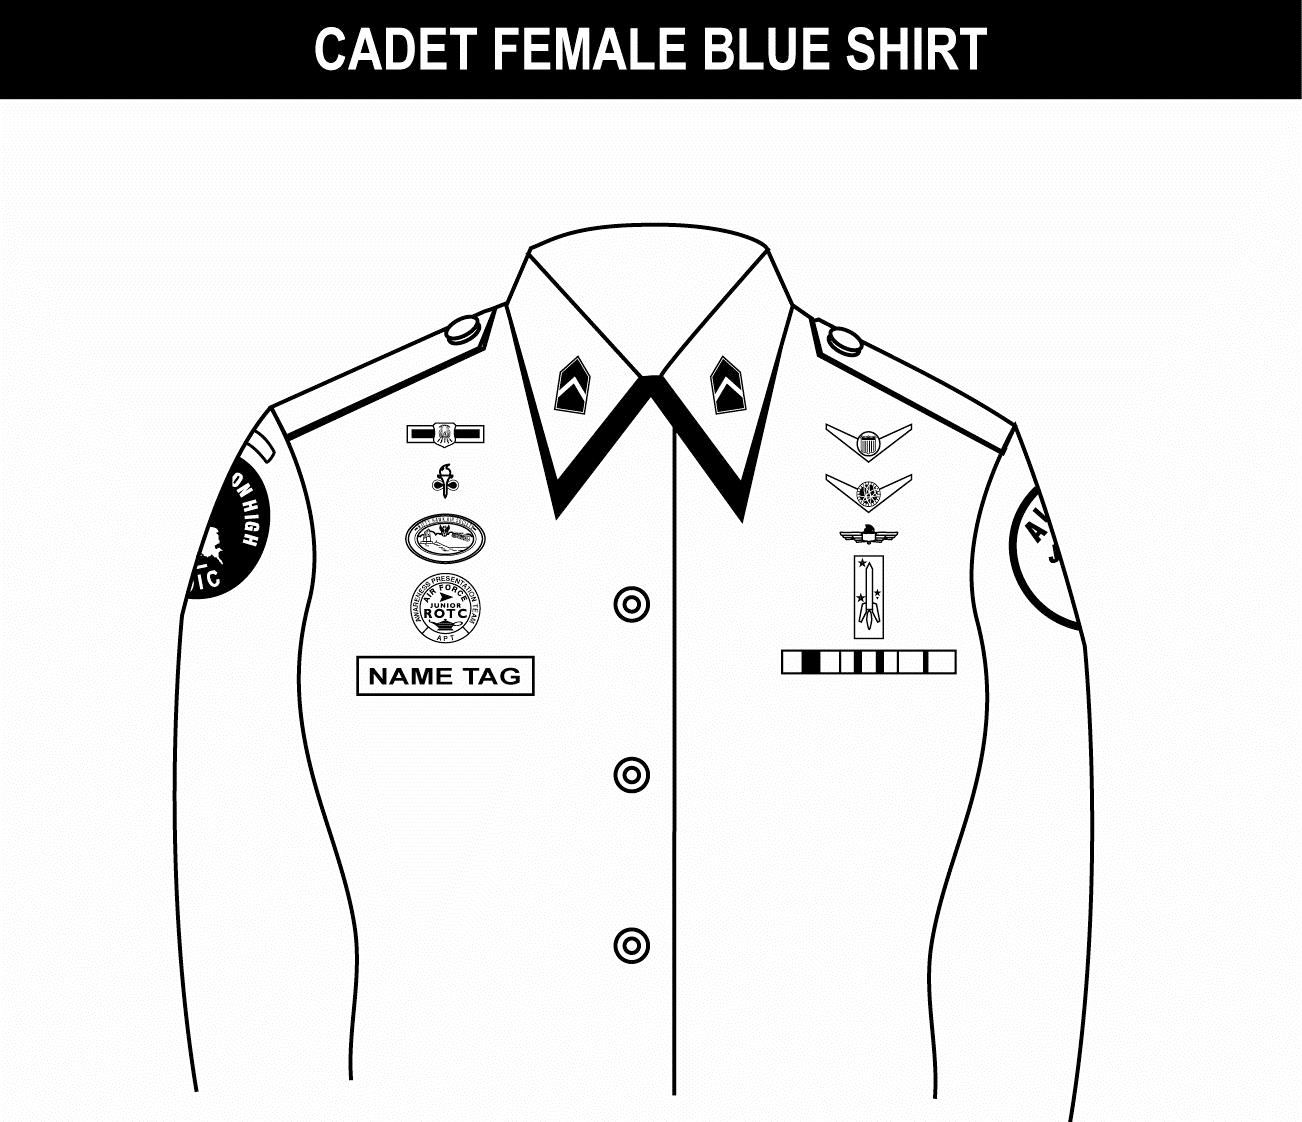 CADET FEMALE BLUE SHIRT
ON HIGH
AWARENESS PRESENTATION TEAM
AIR FORCE
JUNIOR
ROTC
APT
NAME TAG